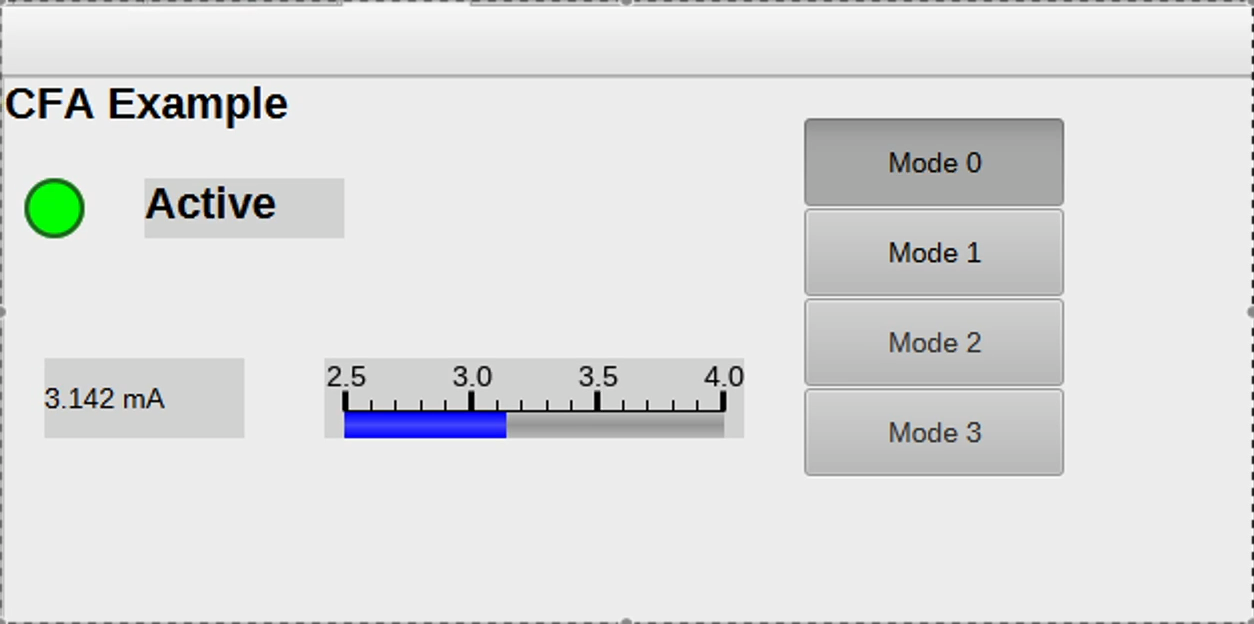 CFA Example
Active
3.142 mA
2.5 3.0 3.5 4.0
Mode 0
Mode 1
Mode 2
Mode 3